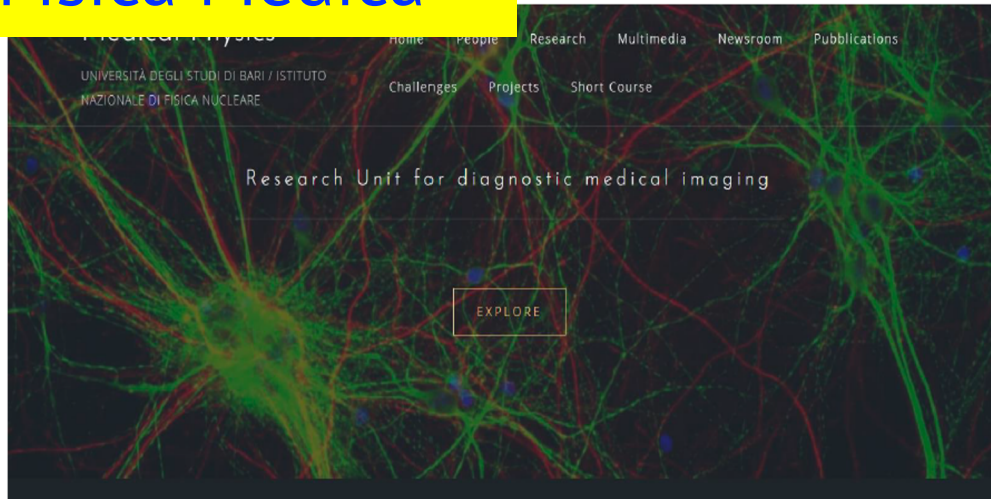 Fisica Medica
Medical Physics
UNIVERSITÀ DEGLI STUDI DI BARI / ISTITUTO
NAZIONALE DI FISICA NUCLEARE
Home People Research Multimedia Newsroom Pubblications
Challenges Projects Short Course
Research Unit for diagnostic medical imaging
EXPLORE